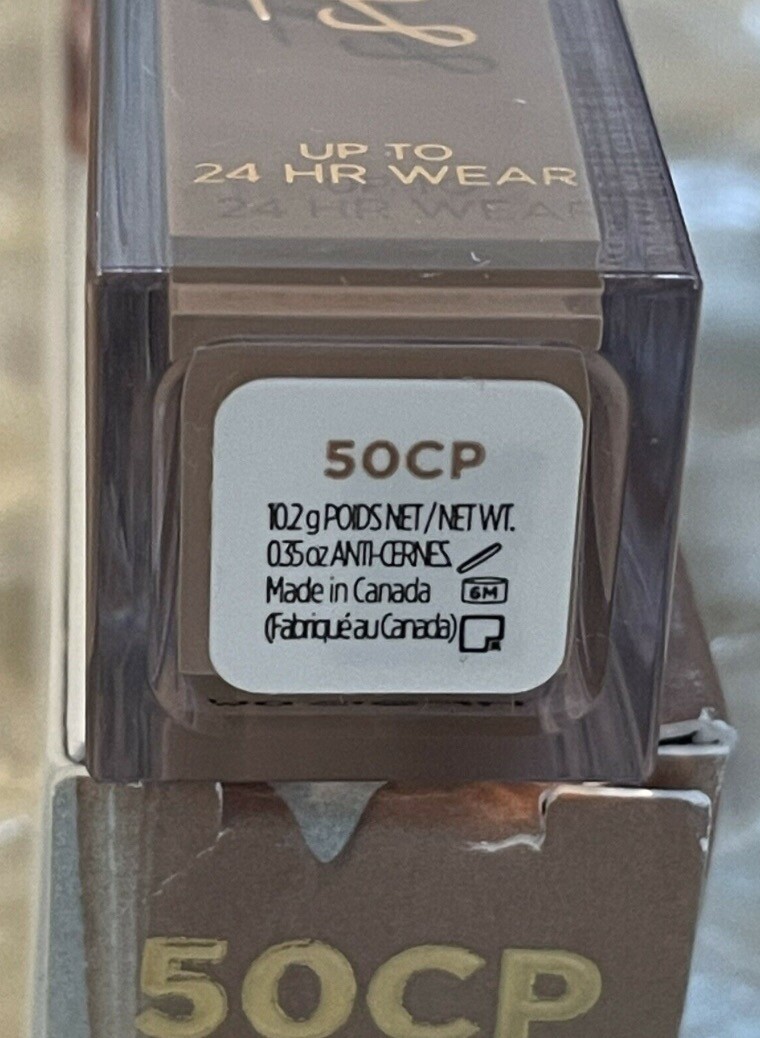 UP TO
24 HR WEAR
50CP
10.2 g POIDS NET / NET WT.
0.35 oz ANTI-CERNES
Made in Canada
6M
(Fabriqué au Canada)
50CP